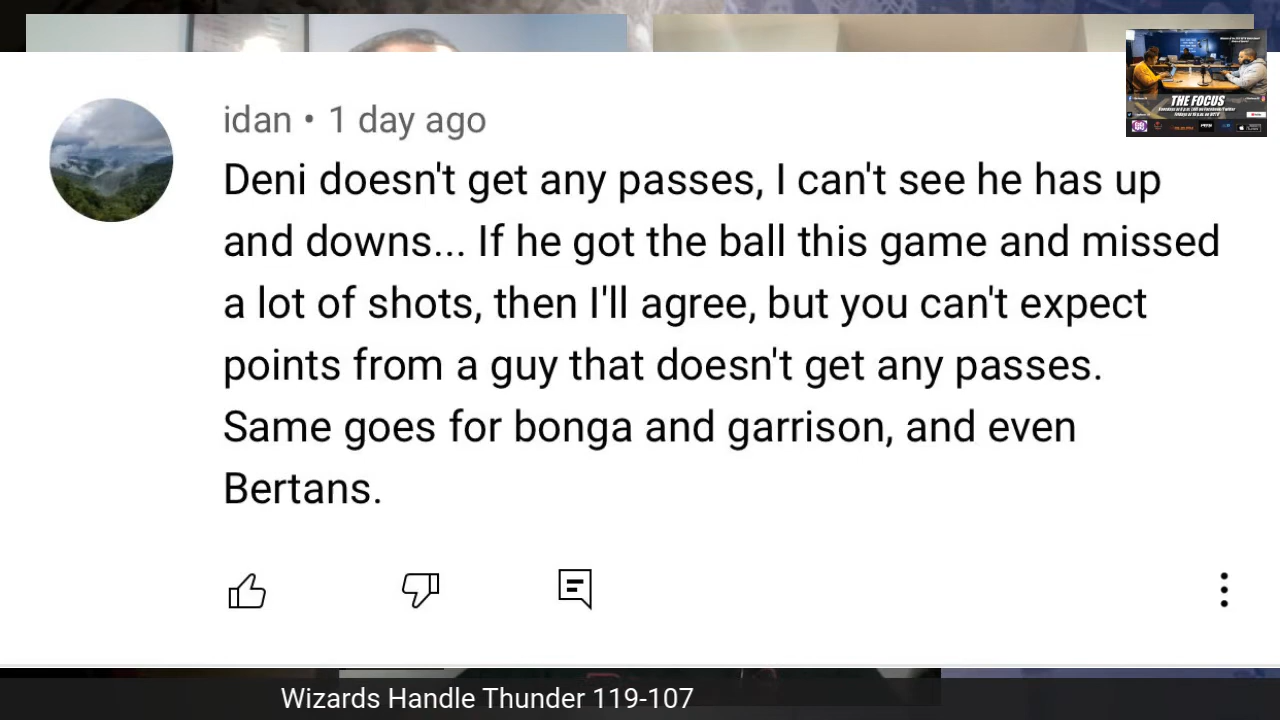 idan • 1 day ago
Deni doesn't get any passes, I can't see he has up
and downs... If he got the ball this game and missed
a lot of shots, then I'll agree, but you can't expect
points from a guy that doesn't get any passes.
Same goes for bonga and garrison, and even
Bertans.
THE FOCUS
Wizards Handle Thunder 119-107